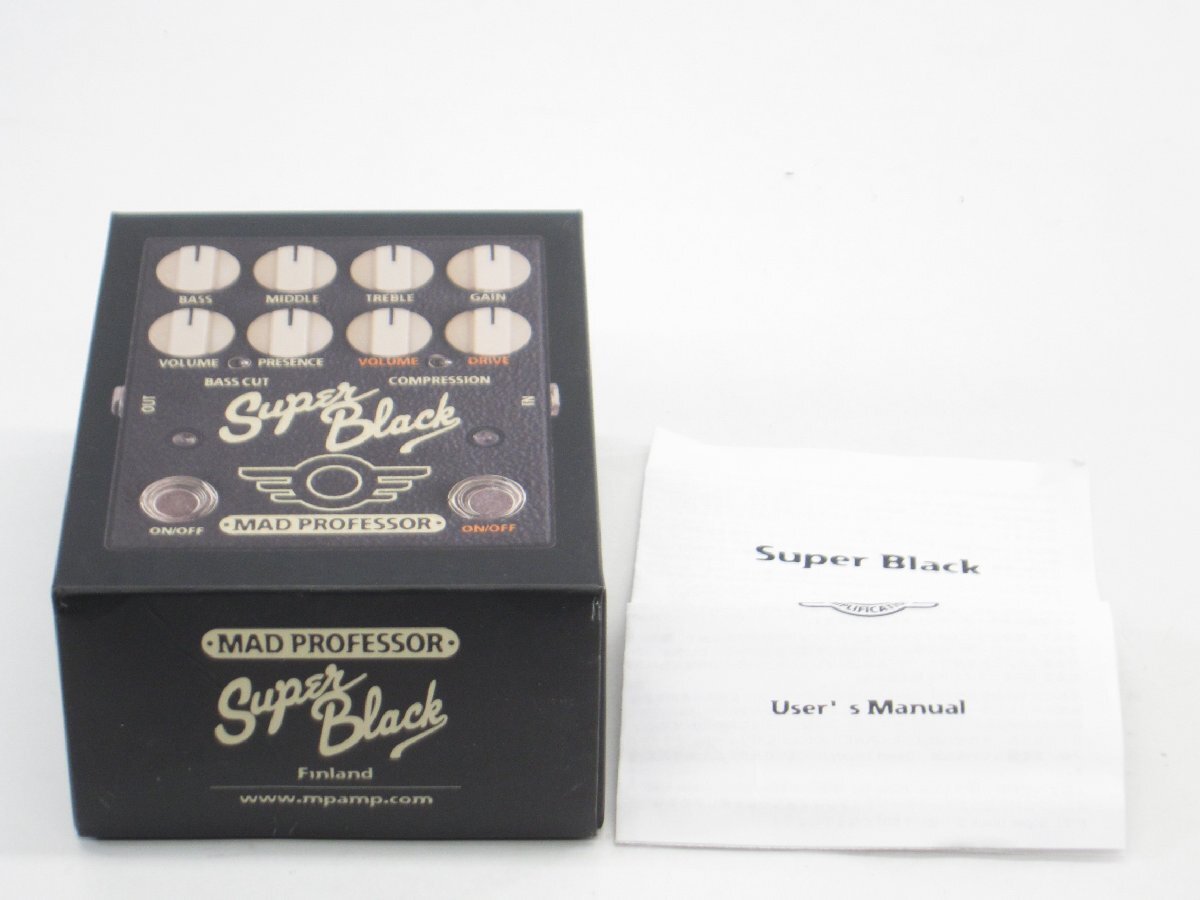 BASS MIDDLE TREBLE GAIN
VOLUME PRESENCE VOLUME DRIVE
BASS CUT COMPRESSION
OUT
IN
Super
Black
ON/OFF
MAD PROFESSOR
ON/OFF
·MAD PROFESSOR·
Super
Black
Finland
www.mpamp.com
Super Black
User's Manual